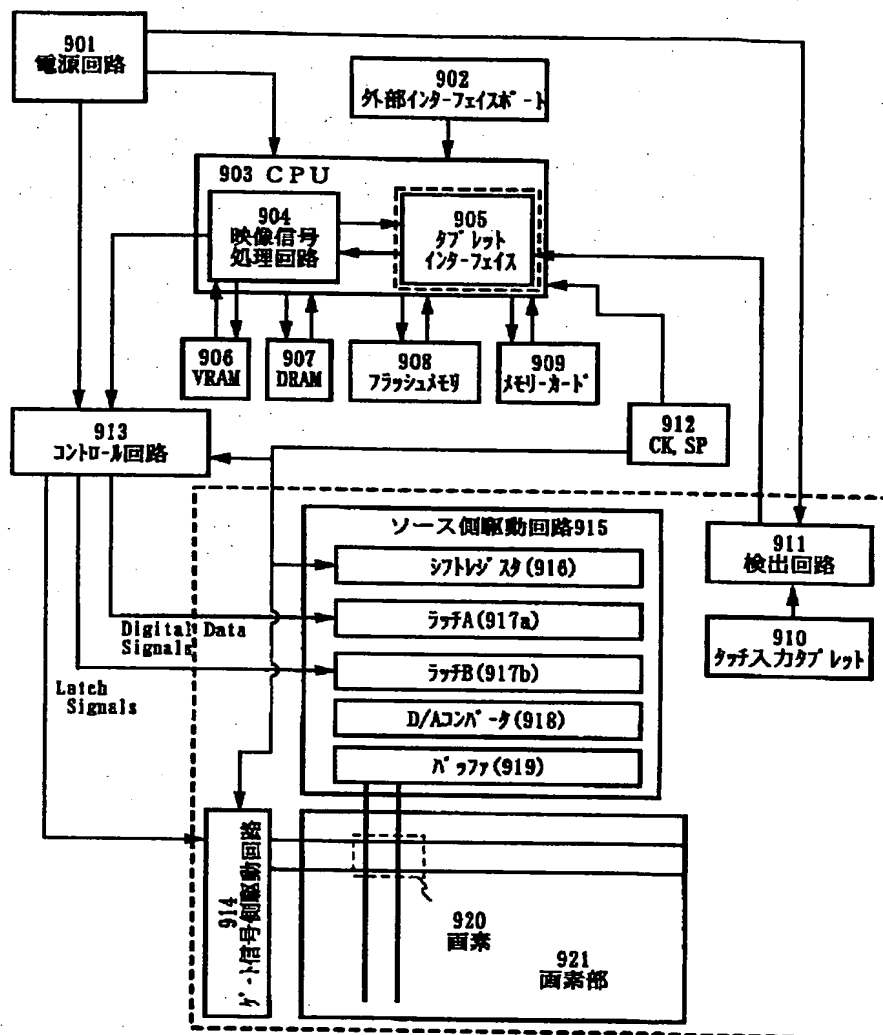 901
電源回路
902
外部インターフェイスポート
903 CPU
904
映像信号
処理回路
905
タブレット
インターフェイス
906
VRAM
907
DRAM
908
フラッシュメモリ
909
メモリーカード
912
CK, SP
913
コントロール回路
ソース側駆動回路915
シフトレジスタ(916)
ラッチA(917a)
ラッチB(917b)
D/Aコンバータ(918)
バッファ(919)
911
検出回路
910
タッチ入力タブレット
Digital Data
Signals
Latch
Signals
914
ゲート信号側駆動回路
920
画素
921
画素部